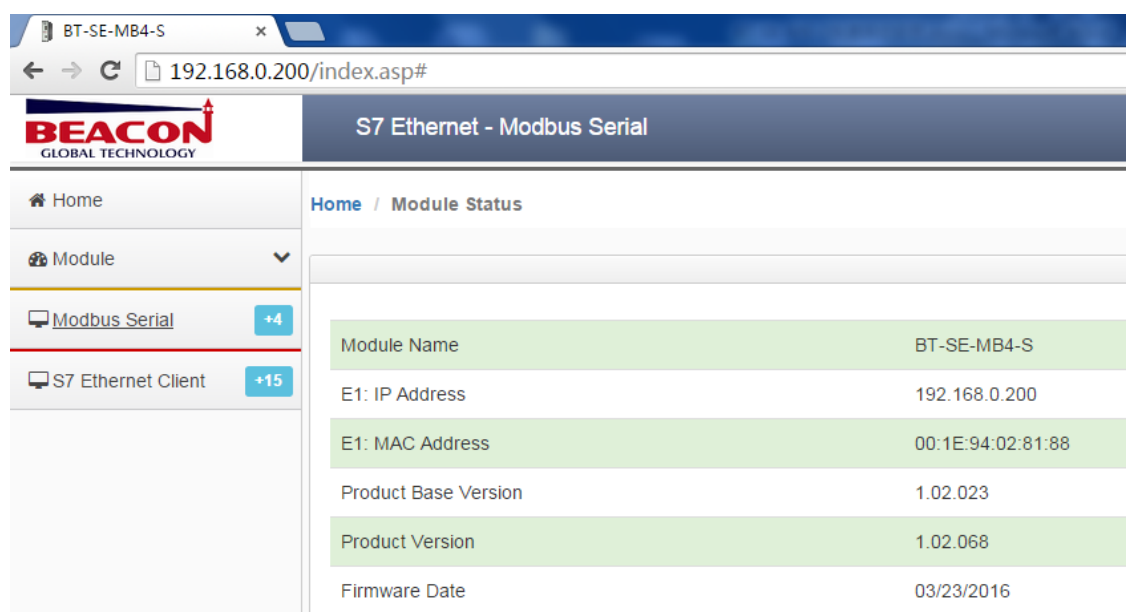 BT-SE-MB4-S ×
192.168.0.200/index.asp#
BEACON
GLOBAL TECHNOLOGY
S7 Ethernet - Modbus Serial
Home
Home / Module Status
Module
Modbus Serial +4
S7 Ethernet Client +15
Module Name BT-SE-MB4-S
E1: IP Address 192.168.0.200
E1: MAC Address 00:1E:94:02:81:88
Product Base Version 1.02.023
Product Version 1.02.068
Firmware Date 03/23/2016